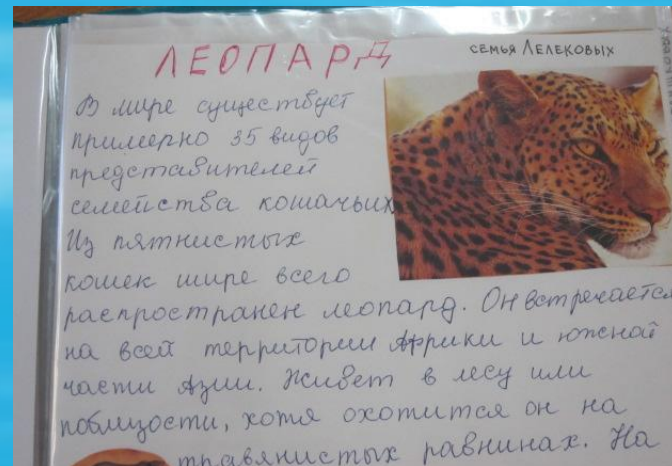 ЛЕОПАРД
семья Лелековых
В мире существует
примерно 35 видов
представителей
семейства кошачьих
Из пятнистых
кошек шире всего
распространен леопард. Он встречается
на всей территории Африки и южной
части Азии. Живет в лесу или
поблизости, хотя охотится он на
травянистых равнинах. На